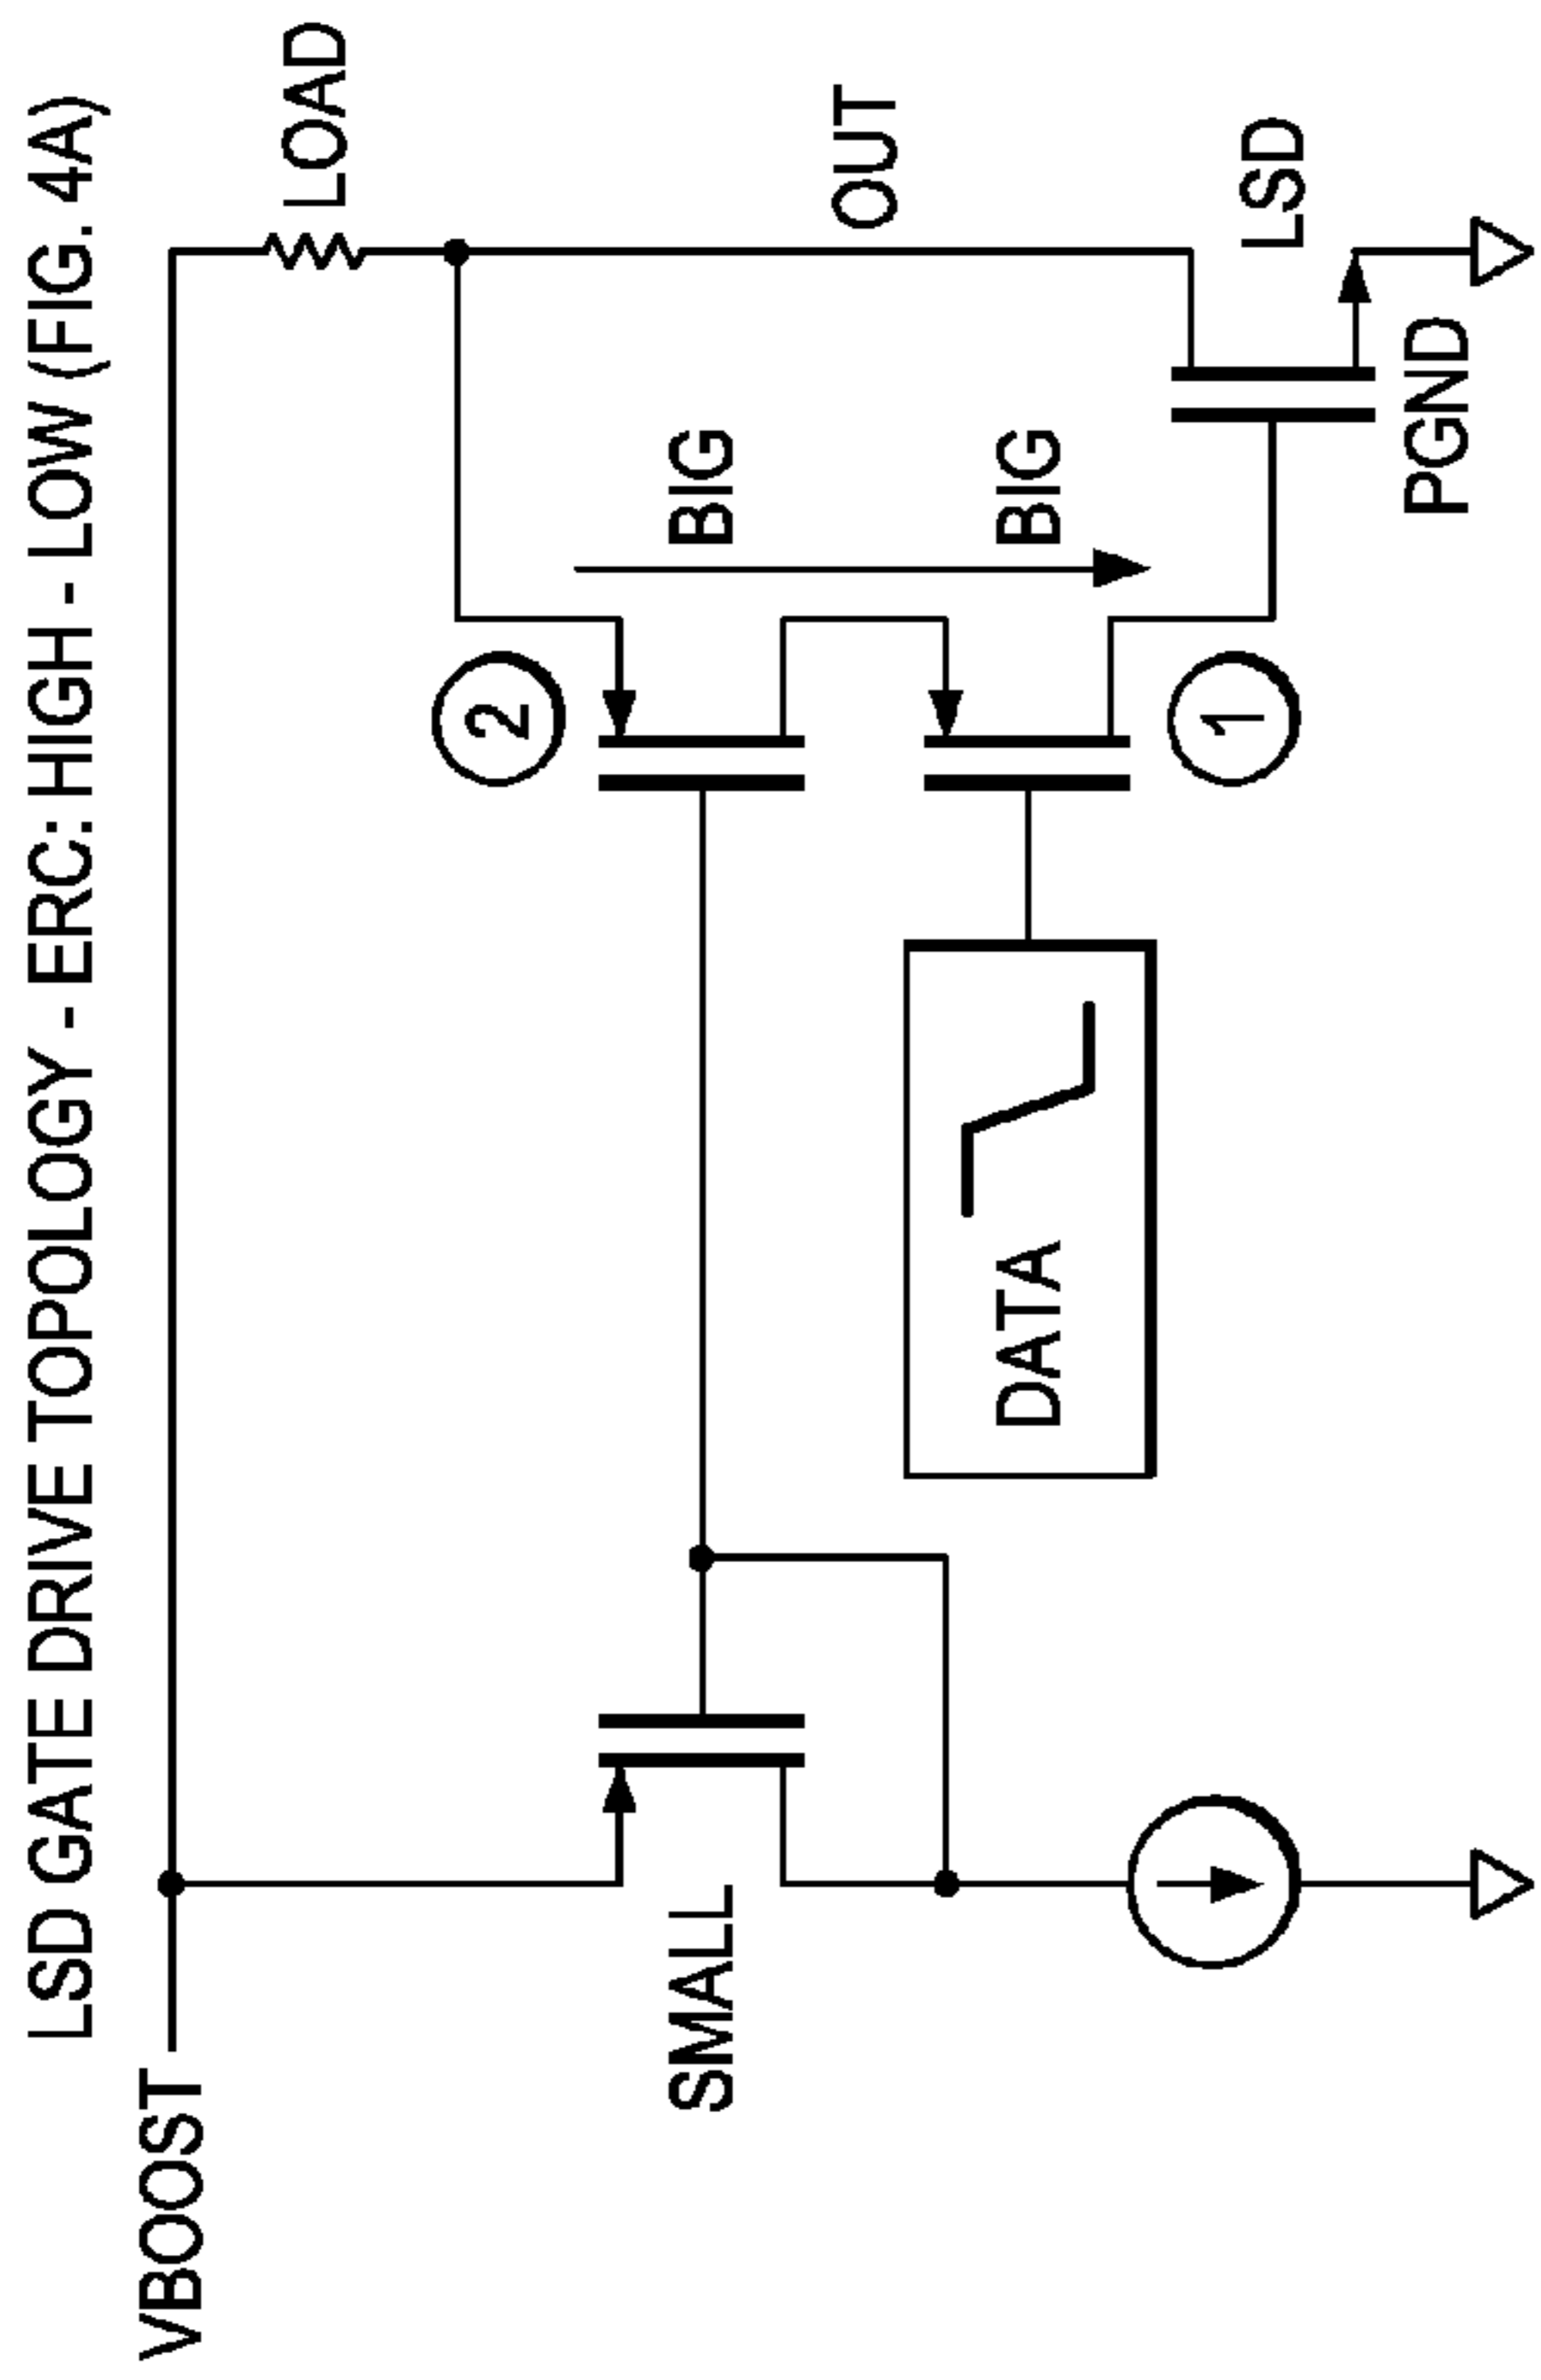 LSD GATE DRIVE TOPOLOGY - ERC: HIGH - LOW (FIG. 4A)
VBOOST
LOAD
2
SMALL
BIG
OUT
DATA
BIG
1
LSD
PGND